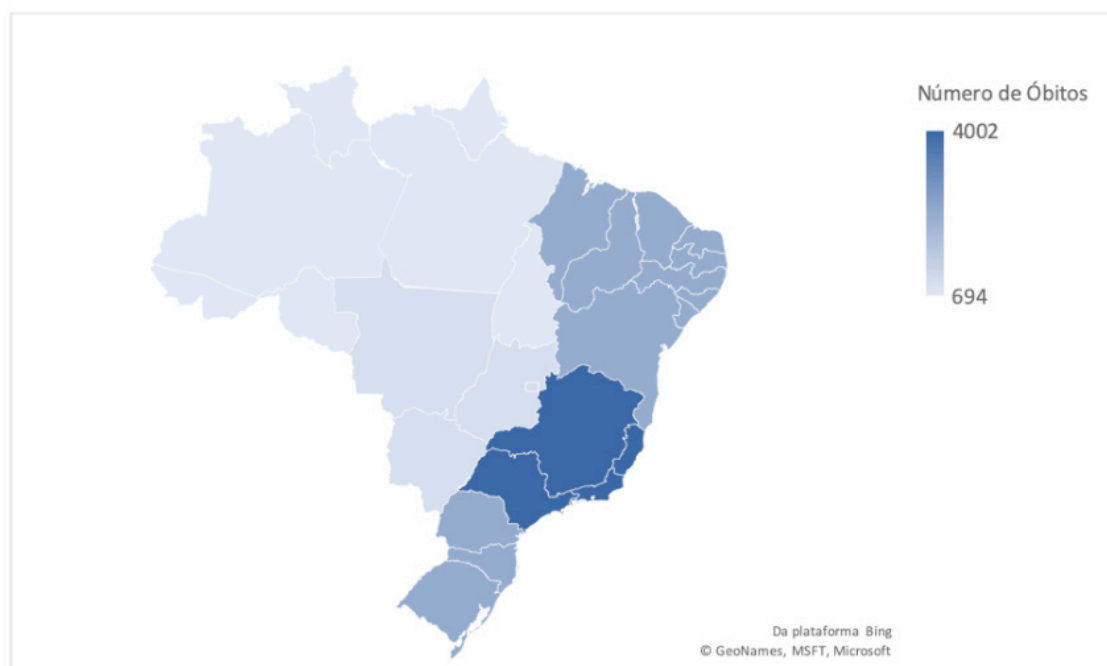 Número de Óbitos
4002
694
Da plataforma Bing
© GeoNames, MSFT, Microsoft